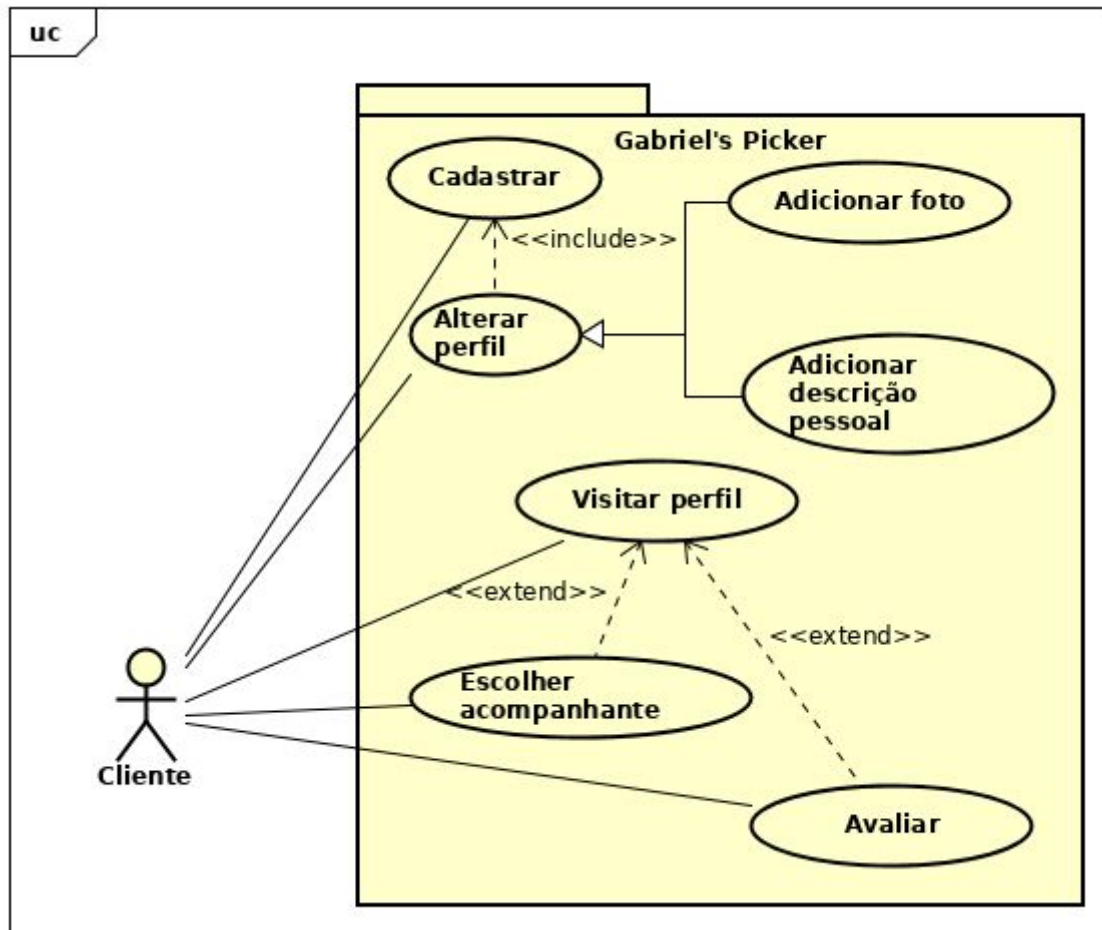 uc
Gabriel's Picker
Cadastrar
Adicionar foto
<<include>>
Alterar
perfil
Adicionar
descrição
pessoal
Visitar perfil
<<extend>>
<<extend>>
Escolher
acompanhante
Cliente
Avaliar